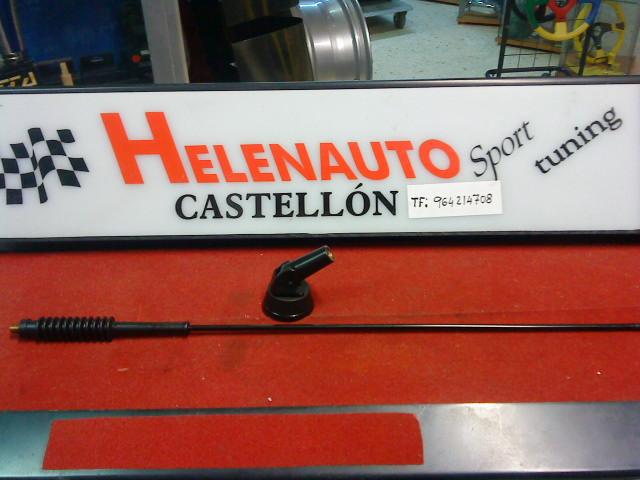 HELENAUTO Sport tuning
CASTELLÓN TF: 964214708